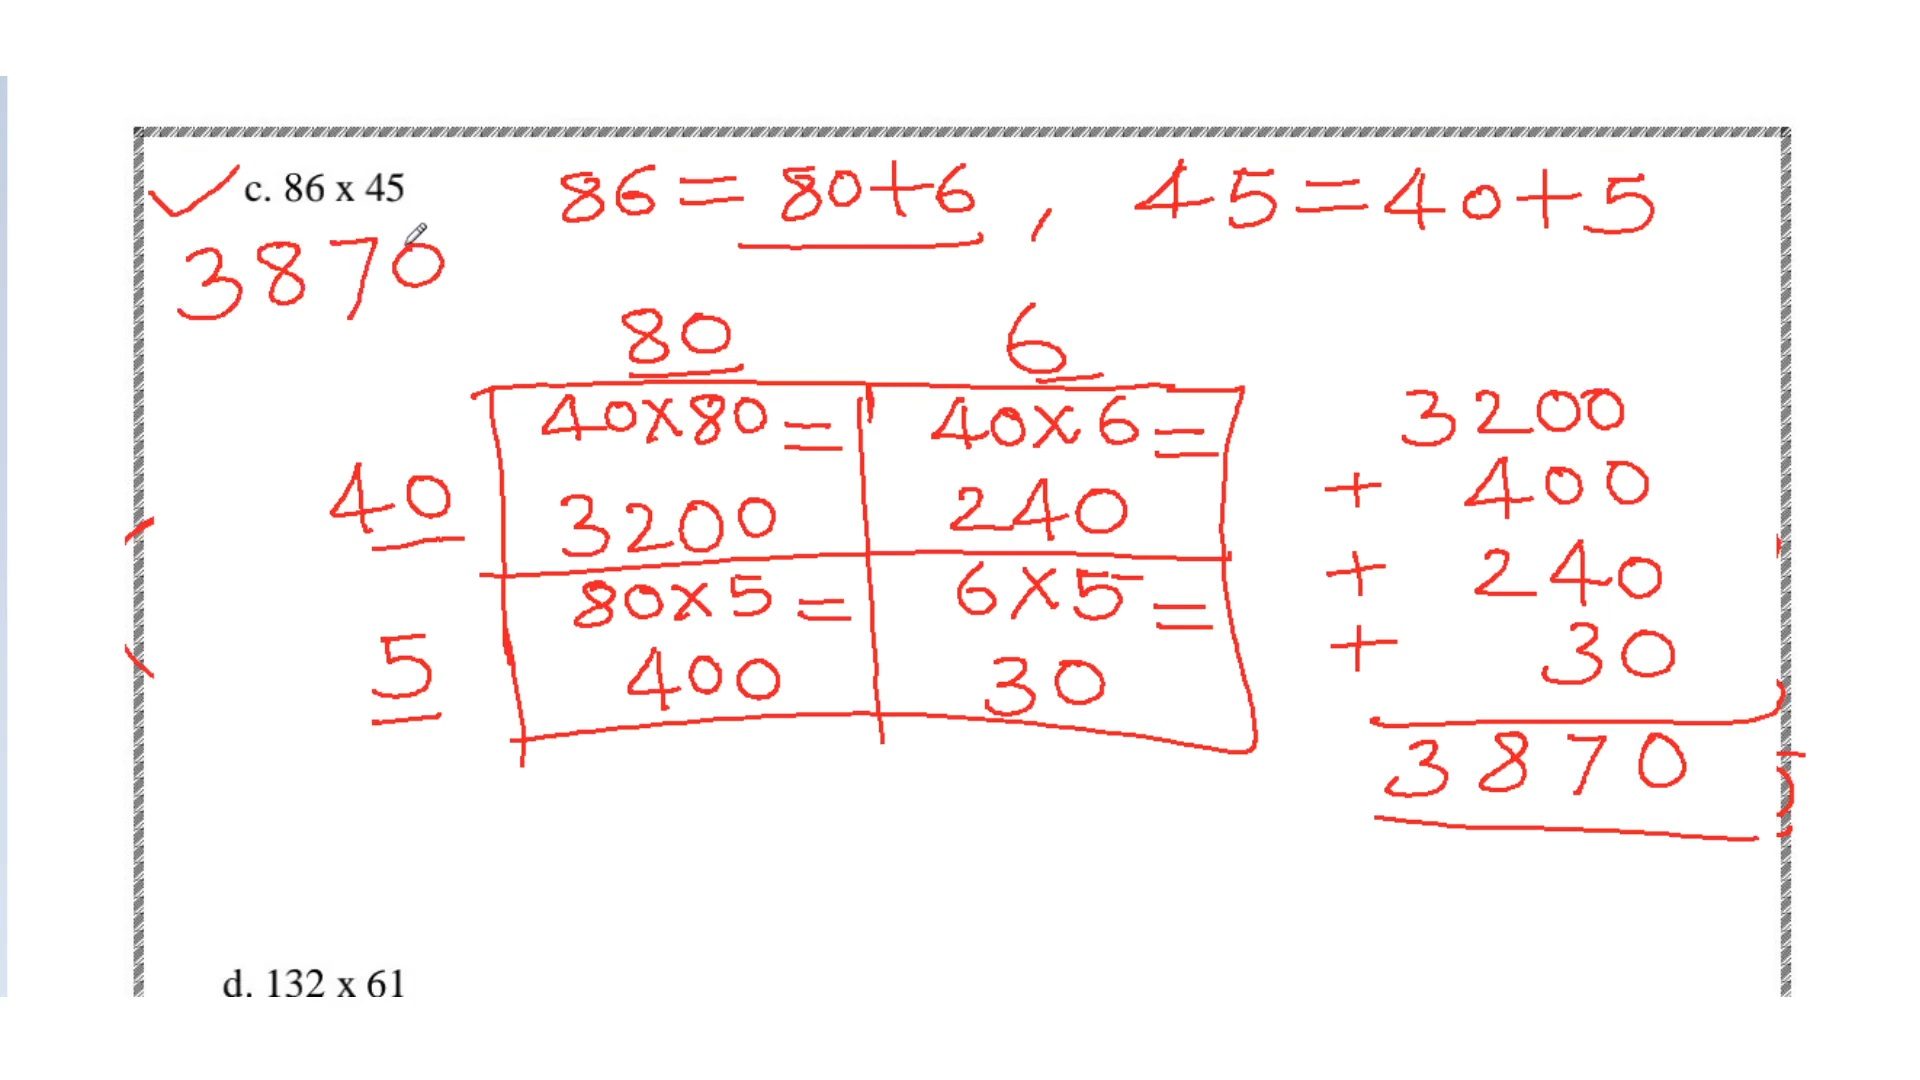 c. 86 x 45
86 = 80+6 , 45 = 40+5
3870
80 6
40x80 = 40x6 =
40 3200 240
80x5 = 6x5 =
5 400 30
3200
+ 400
+ 240
+ 30
3870
d. 132 x 61